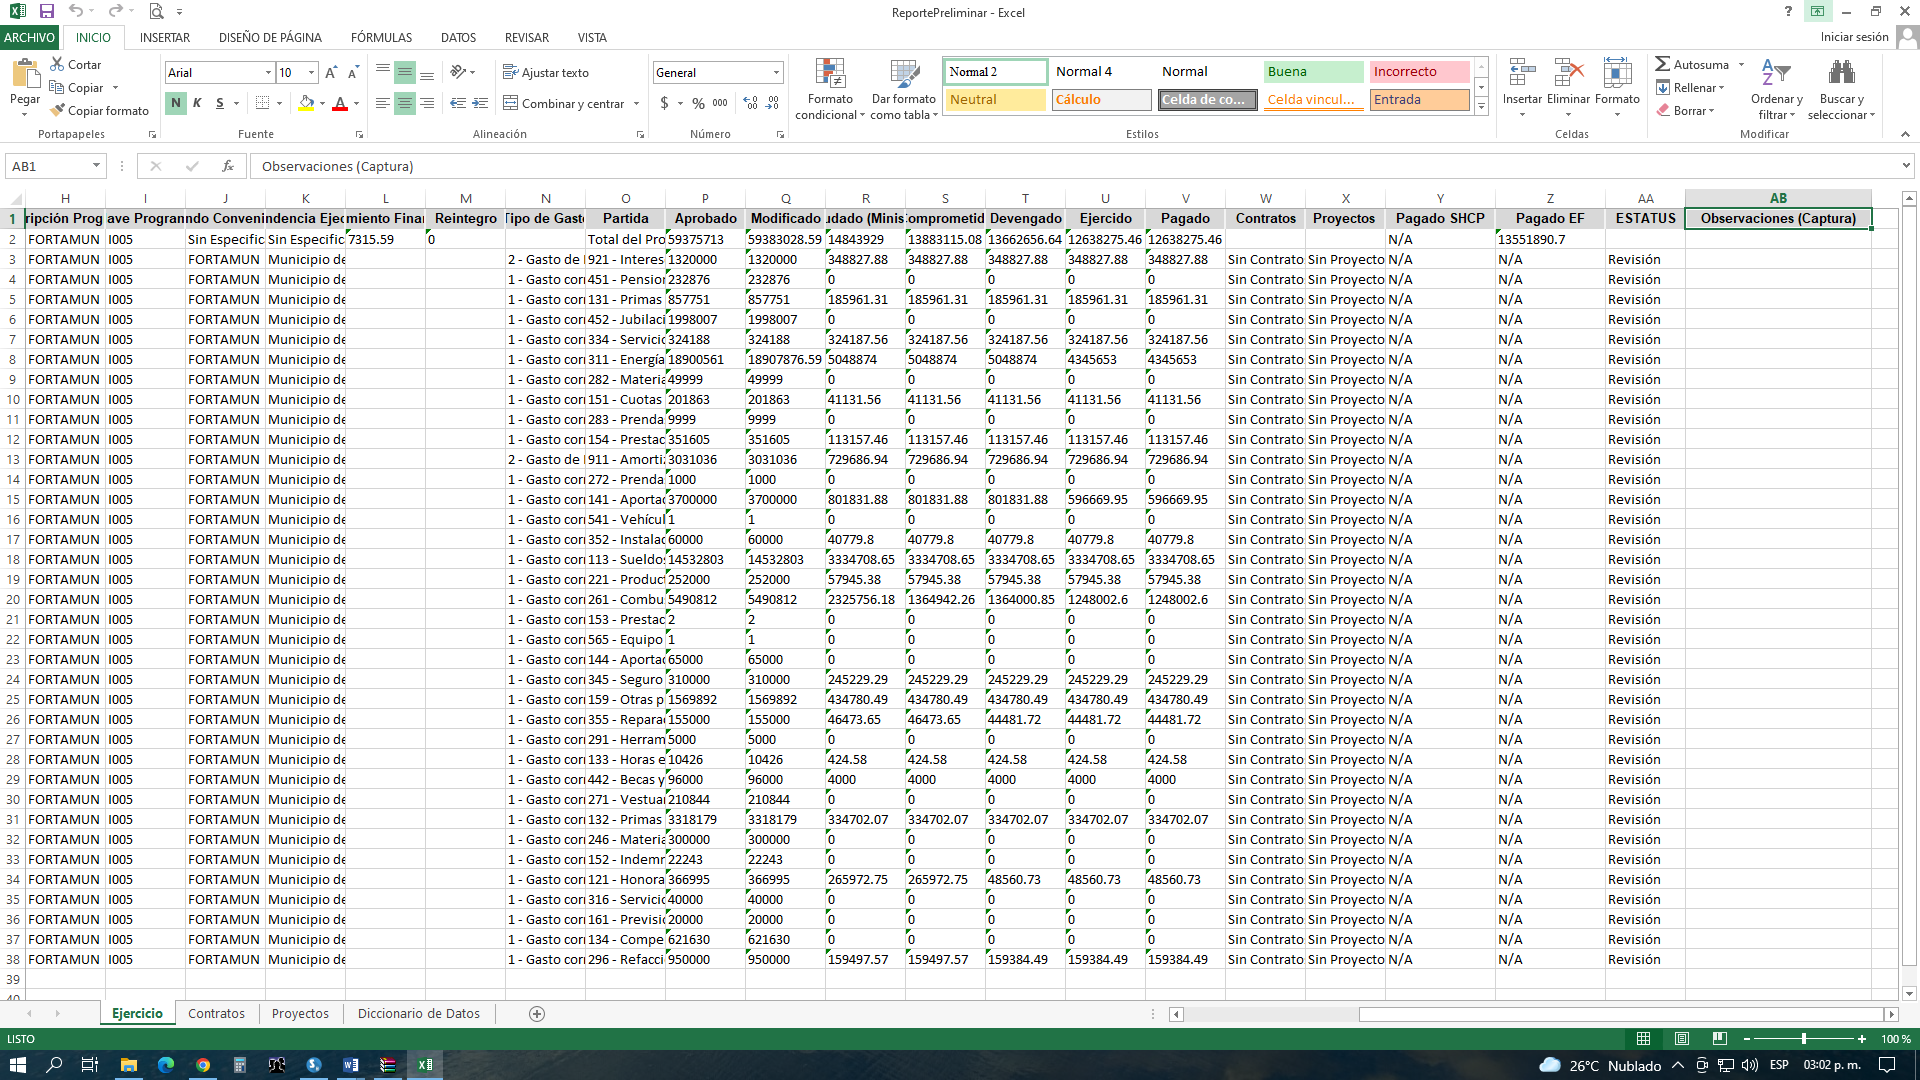 ReportePreliminar - Excel
ARCHIVO INICIO INSERTAR DISEÑO DE PÁGINA FÓRMULAS DATOS REVISAR VISTA Iniciar sesión
Pegar Cortar Copiar Copiar formato Portapapeles
Arial 10 N K S Fuente
Ajustar texto Combinar y centrar Alineación
General $ % 000 Número
Formato condicional Dar formato como tabla
Normal 2 Normal 4 Normal Buena Incorrecto
Neutral Cálculo Celda de co... Celda vincul... Entrada
Estilos
Insertar Eliminar Formato Celdas
Autosuma Rellenar Borrar Ordenar y filtrar Buscar y seleccionar Modificar
AB1 fx Observaciones (Captura)
H I J K L M N O P Q R S T U V W X Y Z AA AB
1 ripción Prog ave Program ndo Conveni ndencia Ejec miento Finan Reintegro Tipo de Gasto Partida Aprobado Modificado udado (Minis Comprometid Devengado Ejercido Pagado Contratos Proyectos Pagado SHCP Pagado EF ESTATUS Observaciones (Captura)
2 FORTAMUN I005 Sin Especific Sin Especific 7315.59 0 Total del Pro 59375713 59383028.59 14843929 13883115.08 13662656.64 12638275.46 12638275.46 N/A 13551890.7
3 FORTAMUN I005 FORTAMUN Municipio de 2 - Gasto de 921 - Interes 1320000 1320000 348827.88 348827.88 348827.88 348827.88 348827.88 Sin Contrato Sin Proyecto N/A N/A Revisión
4 FORTAMUN I005 FORTAMUN Municipio de 1 - Gasto corr 451 - Pension 232876 232876 0 0 0 0 0 Sin Contrato Sin Proyecto N/A N/A Revisión
5 FORTAMUN I005 FORTAMUN Municipio de 1 - Gasto corr 131 - Primas 857751 857751 185961.31 185961.31 185961.31 185961.31 185961.31 Sin Contrato Sin Proyecto N/A N/A Revisión
6 FORTAMUN I005 FORTAMUN Municipio de 1 - Gasto corr 452 - Jubilaci 1998007 1998007 0 0 0 0 0 Sin Contrato Sin Proyecto N/A N/A Revisión
7 FORTAMUN I005 FORTAMUN Municipio de 1 - Gasto corr 334 - Servicio 324188 324188 324187.56 324187.56 324187.56 324187.56 324187.56 Sin Contrato Sin Proyecto N/A N/A Revisión
8 FORTAMUN I005 FORTAMUN Municipio de 1 - Gasto corr 311 - Energía 18900561 18907876.59 5048874 5048874 5048874 4345653 4345653 Sin Contrato Sin Proyecto N/A N/A Revisión
9 FORTAMUN I005 FORTAMUN Municipio de 1 - Gasto corr 282 - Materia 49999 49999 0 0 0 0 0 Sin Contrato Sin Proyecto N/A N/A Revisión
10 FORTAMUN I005 FORTAMUN Municipio de 1 - Gasto corr 151 - Cuotas 201863 201863 41131.56 41131.56 41131.56 41131.56 41131.56 Sin Contrato Sin Proyecto N/A N/A Revisión
11 FORTAMUN I005 FORTAMUN Municipio de 1 - Gasto corr 283 - Prenda 9999 9999 0 0 0 0 0 Sin Contrato Sin Proyecto N/A N/A Revisión
12 FORTAMUN I005 FORTAMUN Municipio de 1 - Gasto corr 154 - Prestac 351605 351605 113157.46 113157.46 113157.46 113157.46 113157.46 Sin Contrato Sin Proyecto N/A N/A Revisión
13 FORTAMUN I005 FORTAMUN Municipio de 2 - Gasto de 911 - Amorti 3031036 3031036 729686.94 729686.94 729686.94 729686.94 729686.94 Sin Contrato Sin Proyecto N/A N/A Revisión
14 FORTAMUN I005 FORTAMUN Municipio de 1 - Gasto corr 272 - Prenda 1000 1000 0 0 0 0 0 Sin Contrato Sin Proyecto N/A N/A Revisión
15 FORTAMUN I005 FORTAMUN Municipio de 1 - Gasto corr 141 - Aportac 3700000 3700000 801831.88 801831.88 801831.88 596669.95 596669.95 Sin Contrato Sin Proyecto N/A N/A Revisión
16 FORTAMUN I005 FORTAMUN Municipio de 1 - Gasto corr 541 - Vehícul 1 1 0 0 0 0 0 Sin Contrato Sin Proyecto N/A N/A Revisión
17 FORTAMUN I005 FORTAMUN Municipio de 1 - Gasto corr 352 - Instalac 60000 60000 40779.8 40779.8 40779.8 40779.8 40779.8 Sin Contrato Sin Proyecto N/A N/A Revisión
18 FORTAMUN I005 FORTAMUN Municipio de 1 - Gasto corr 113 - Sueldos 14532803 14532803 3334708.65 3334708.65 3334708.65 3334708.65 3334708.65 Sin Contrato Sin Proyecto N/A N/A Revisión
19 FORTAMUN I005 FORTAMUN Municipio de 1 - Gasto corr 221 - Product 252000 252000 57945.38 57945.38 57945.38 57945.38 57945.38 Sin Contrato Sin Proyecto N/A N/A Revisión
20 FORTAMUN I005 FORTAMUN Municipio de 1 - Gasto corr 261 - Combu 5490812 5490812 2325756.18 1364942.26 1364000.85 1248002.6 1248002.6 Sin Contrato Sin Proyecto N/A N/A Revisión
21 FORTAMUN I005 FORTAMUN Municipio de 1 - Gasto corr 153 - Prestac 2 2 0 0 0 0 0 Sin Contrato Sin Proyecto N/A N/A Revisión
22 FORTAMUN I005 FORTAMUN Municipio de 1 - Gasto corr 565 - Equipo 1 1 0 0 0 0 0 Sin Contrato Sin Proyecto N/A N/A Revisión
23 FORTAMUN I005 FORTAMUN Municipio de 1 - Gasto corr 144 - Aportac 65000 65000 0 0 0 0 0 Sin Contrato Sin Proyecto N/A N/A Revisión
24 FORTAMUN I005 FORTAMUN Municipio de 1 - Gasto corr 345 - Seguro 310000 310000 245229.29 245229.29 245229.29 245229.29 245229.29 Sin Contrato Sin Proyecto N/A N/A Revisión
25 FORTAMUN I005 FORTAMUN Municipio de 1 - Gasto corr 159 - Otras p 1569892 1569892 434780.49 434780.49 434780.49 434780.49 434780.49 Sin Contrato Sin Proyecto N/A N/A Revisión
26 FORTAMUN I005 FORTAMUN Municipio de 1 - Gasto corr 355 - Repara 155000 155000 46473.65 46473.65 44481.72 44481.72 44481.72 Sin Contrato Sin Proyecto N/A N/A Revisión
27 FORTAMUN I005 FORTAMUN Municipio de 1 - Gasto corr 291 - Herram 5000 5000 0 0 0 0 0 Sin Contrato Sin Proyecto N/A N/A Revisión
28 FORTAMUN I005 FORTAMUN Municipio de 1 - Gasto corr 133 - Horas e 10426 10426 424.58 424.58 424.58 424.58 424.58 Sin Contrato Sin Proyecto N/A N/A Revisión
29 FORTAMUN I005 FORTAMUN Municipio de 1 - Gasto corr 442 - Becas y 96000 96000 4000 4000 4000 4000 4000 Sin Contrato Sin Proyecto N/A N/A Revisión
30 FORTAMUN I005 FORTAMUN Municipio de 1 - Gasto corr 271 - Vestuar 210844 210844 0 0 0 0 0 Sin Contrato Sin Proyecto N/A N/A Revisión
31 FORTAMUN I005 FORTAMUN Municipio de 1 - Gasto corr 132 - Primas 3318179 3318179 334702.07 334702.07 334702.07 334702.07 334702.07 Sin Contrato Sin Proyecto N/A N/A Revisión
32 FORTAMUN I005 FORTAMUN Municipio de 1 - Gasto corr 246 - Materia 300000 300000 0 0 0 0 0 Sin Contrato Sin Proyecto N/A N/A Revisión
33 FORTAMUN I005 FORTAMUN Municipio de 1 - Gasto corr 152 - Indemn 22243 22243 0 0 0 0 0 Sin Contrato Sin Proyecto N/A N/A Revisión
34 FORTAMUN I005 FORTAMUN Municipio de 1 - Gasto corr 121 - Honora 366995 366995 265972.75 265972.75 48560.73 48560.73 48560.73 Sin Contrato Sin Proyecto N/A N/A Revisión
35 FORTAMUN I005 FORTAMUN Municipio de 1 - Gasto corr 316 - Servicio 40000 40000 0 0 0 0 0 Sin Contrato Sin Proyecto N/A N/A Revisión
36 FORTAMUN I005 FORTAMUN Municipio de 1 - Gasto corr 161 - Previsi 20000 20000 0 0 0 0 0 Sin Contrato Sin Proyecto N/A N/A Revisión
37 FORTAMUN I005 FORTAMUN Municipio de 1 - Gasto corr 134 - Compe 621630 621630 0 0 0 0 0 Sin Contrato Sin Proyecto N/A N/A Revisión
38 FORTAMUN I005 FORTAMUN Municipio de 1 - Gasto corr 296 - Refacci 950000 950000 159497.57 159497.57 159384.49 159384.49 159384.49 Sin Contrato Sin Proyecto N/A N/A Revisión
39
40
Ejercicio Contratos Proyectos Diccionario de Datos
LISTO 100 %
26°C Nublado ESP 03:02 p. m.